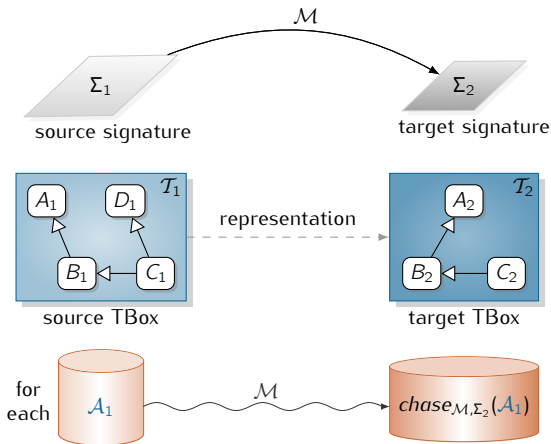 ℳ
Σ₁
Σ₂
source signature
target signature
𝒯₁
𝒯₂
A₁
D₁
A₂
representation
B₁
C₁
B₂
C₂
source TBox
target TBox
for
each
ℳ
𝒜₁
chase_{ℳ,Σ₂}(𝒜₁)